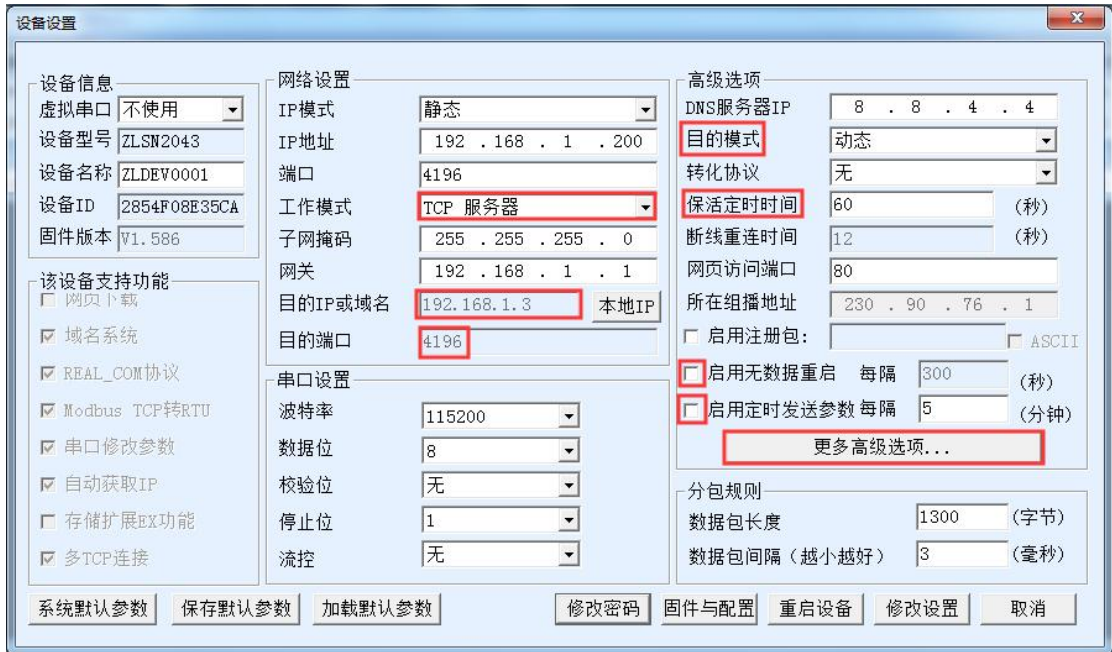 设备设置
设备信息
虚拟串口 不使用
设备型号 ZLSN2043
设备名称 ZLDEV0001
设备ID 2854F08E35CA
固件版本 V1.586
该设备支持功能
网页下载
域名系统
REAL_COM协议
Modbus TCP转RTU
串口修改参数
自动获取IP
存储扩展EX功能
多TCP连接
网络设置
IP模式 静态
IP地址 192 . 168 . 1 . 200
端口 4196
工作模式 TCP 服务器
子网掩码 255 . 255 . 255 . 0
网关 192 . 168 . 1 . 1
目的IP或域名 192.168.1.3 本地IP
目的端口 4196
串口设置
波特率 115200
数据位 8
校验位 无
停止位 1
流控 无
高级选项
DNS服务器IP 8 . 8 . 4 . 4
目的模式 动态
转化协议 无
保活定时时间 60 (秒)
断线重连时间 12 (秒)
网页访问端口 80
所在组播地址 230 . 90 . 76 . 1
启用注册包: ASCII
启用无数据重启 每隔 300 (秒)
启用定时发送参数 每隔 5 (分钟)
更多高级选项...
分包规则
数据包长度 1300 (字节)
数据包间隔（越小越好） 3 (毫秒)
系统默认参数 保存默认参数 加载默认参数 修改密码 固件与配置 重启设备 修改设置 取消